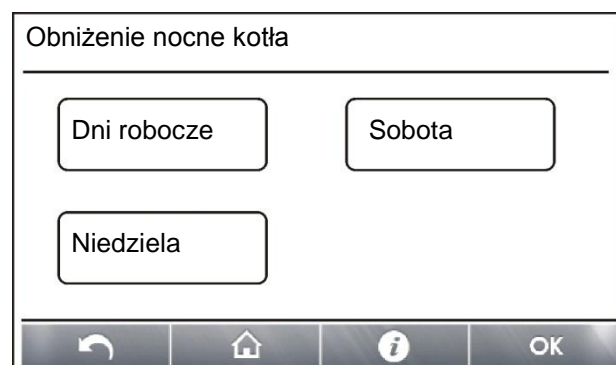 Obniżenie nocne kotła
Dni robocze
Sobota
Niedziela
OK